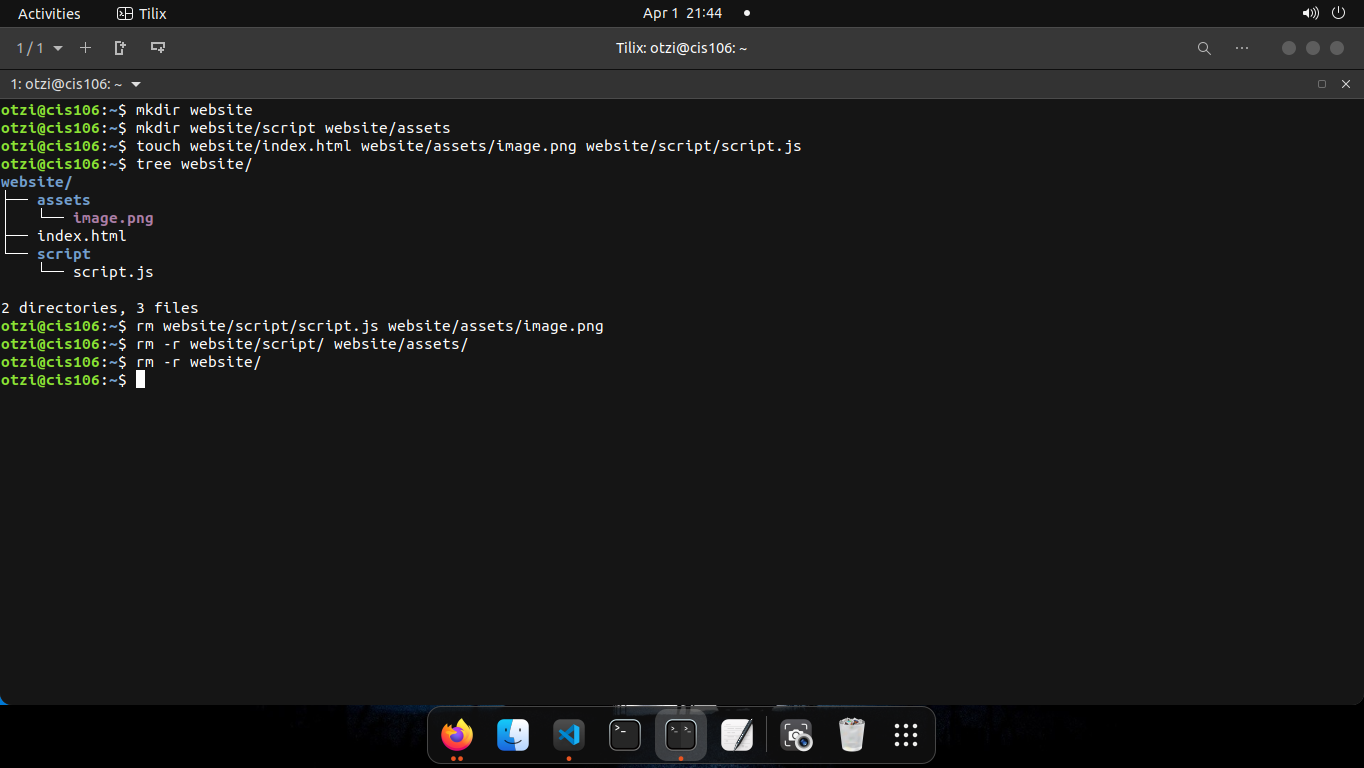 Activities Tilix Apr 1 21:44
1 / 1 Tilix: otzi@cis106: ~
1: otzi@cis106: ~
otzi@cis106:~$ mkdir website
otzi@cis106:~$ mkdir website/script website/assets
otzi@cis106:~$ touch website/index.html website/assets/image.png website/script/script.js
otzi@cis106:~$ tree website/
website/
├── assets
│   └── image.png
├── index.html
└── script
    └── script.js
2 directories, 3 files
otzi@cis106:~$ rm website/script/script.js website/assets/image.png
otzi@cis106:~$ rm -r website/script/ website/assets/
otzi@cis106:~$ rm -r website/
otzi@cis106:~$